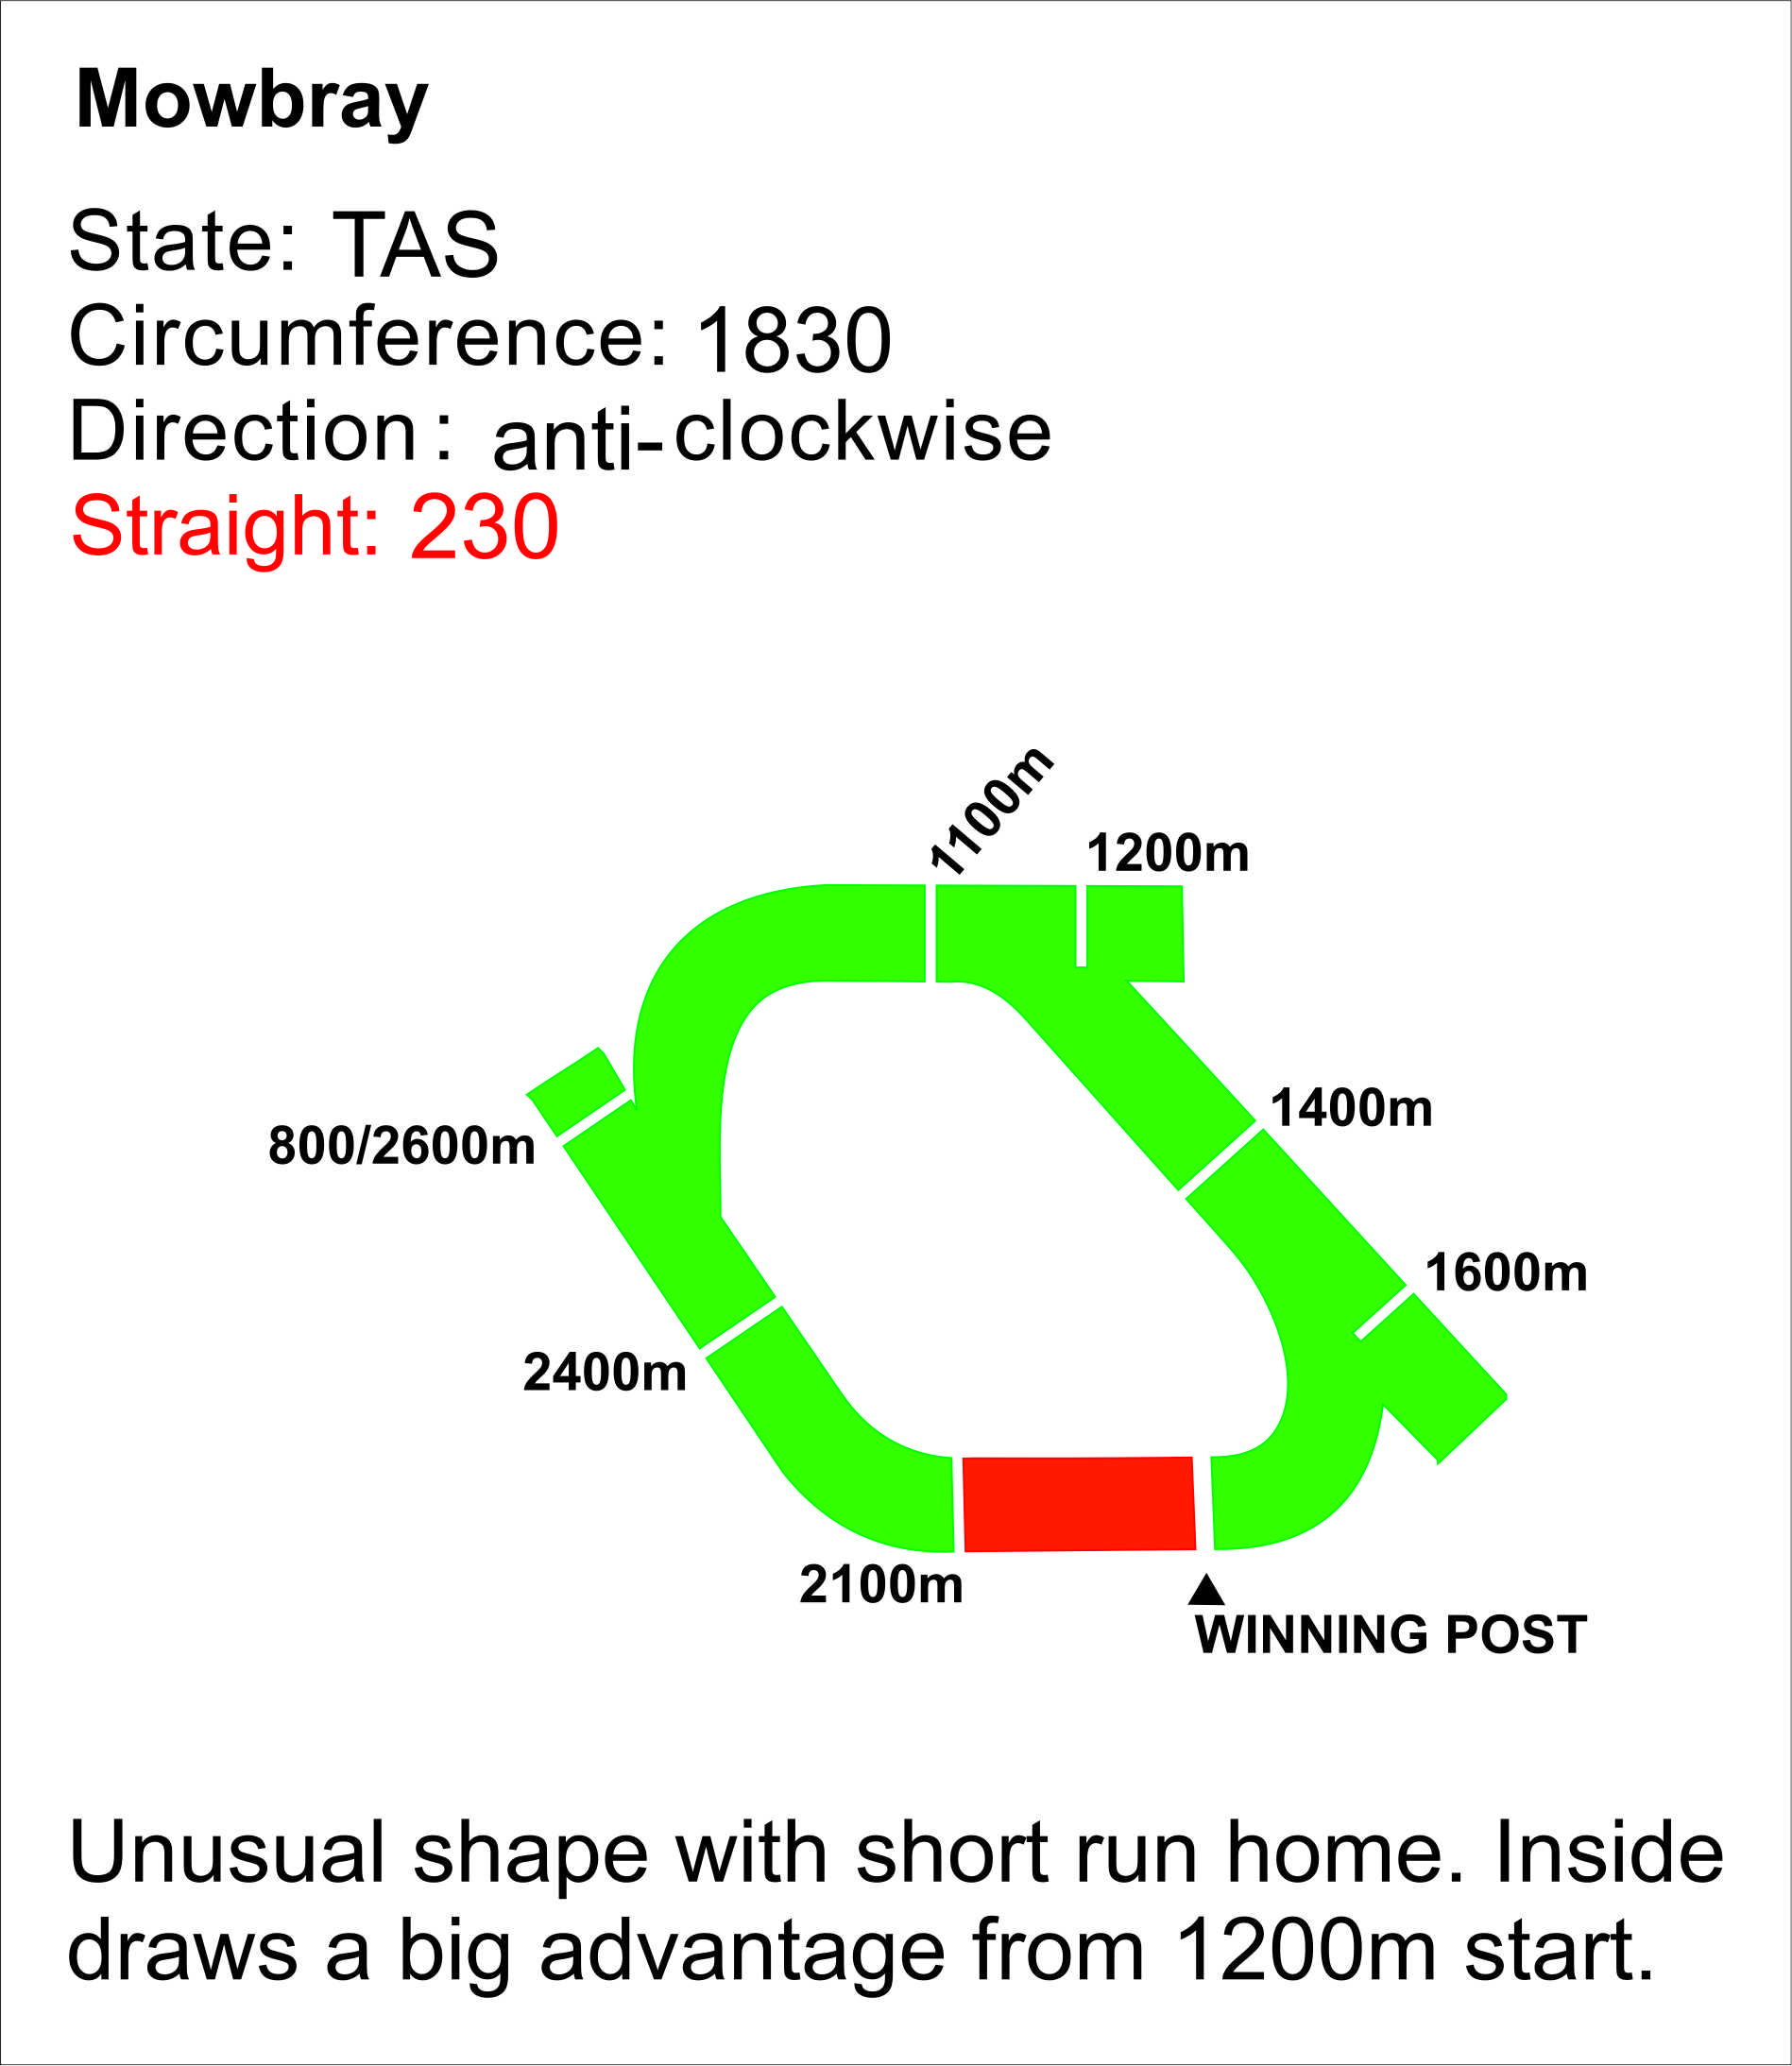 Mowbray
State: TAS
Circumference: 1830
Direction : anti-clockwise
Straight: 230
1100m
1200m
1400m
800/2600m
1600m
2400m
2100m
WINNING POST
Unusual shape with short run home. Inside
draws a big advantage from 1200m start.